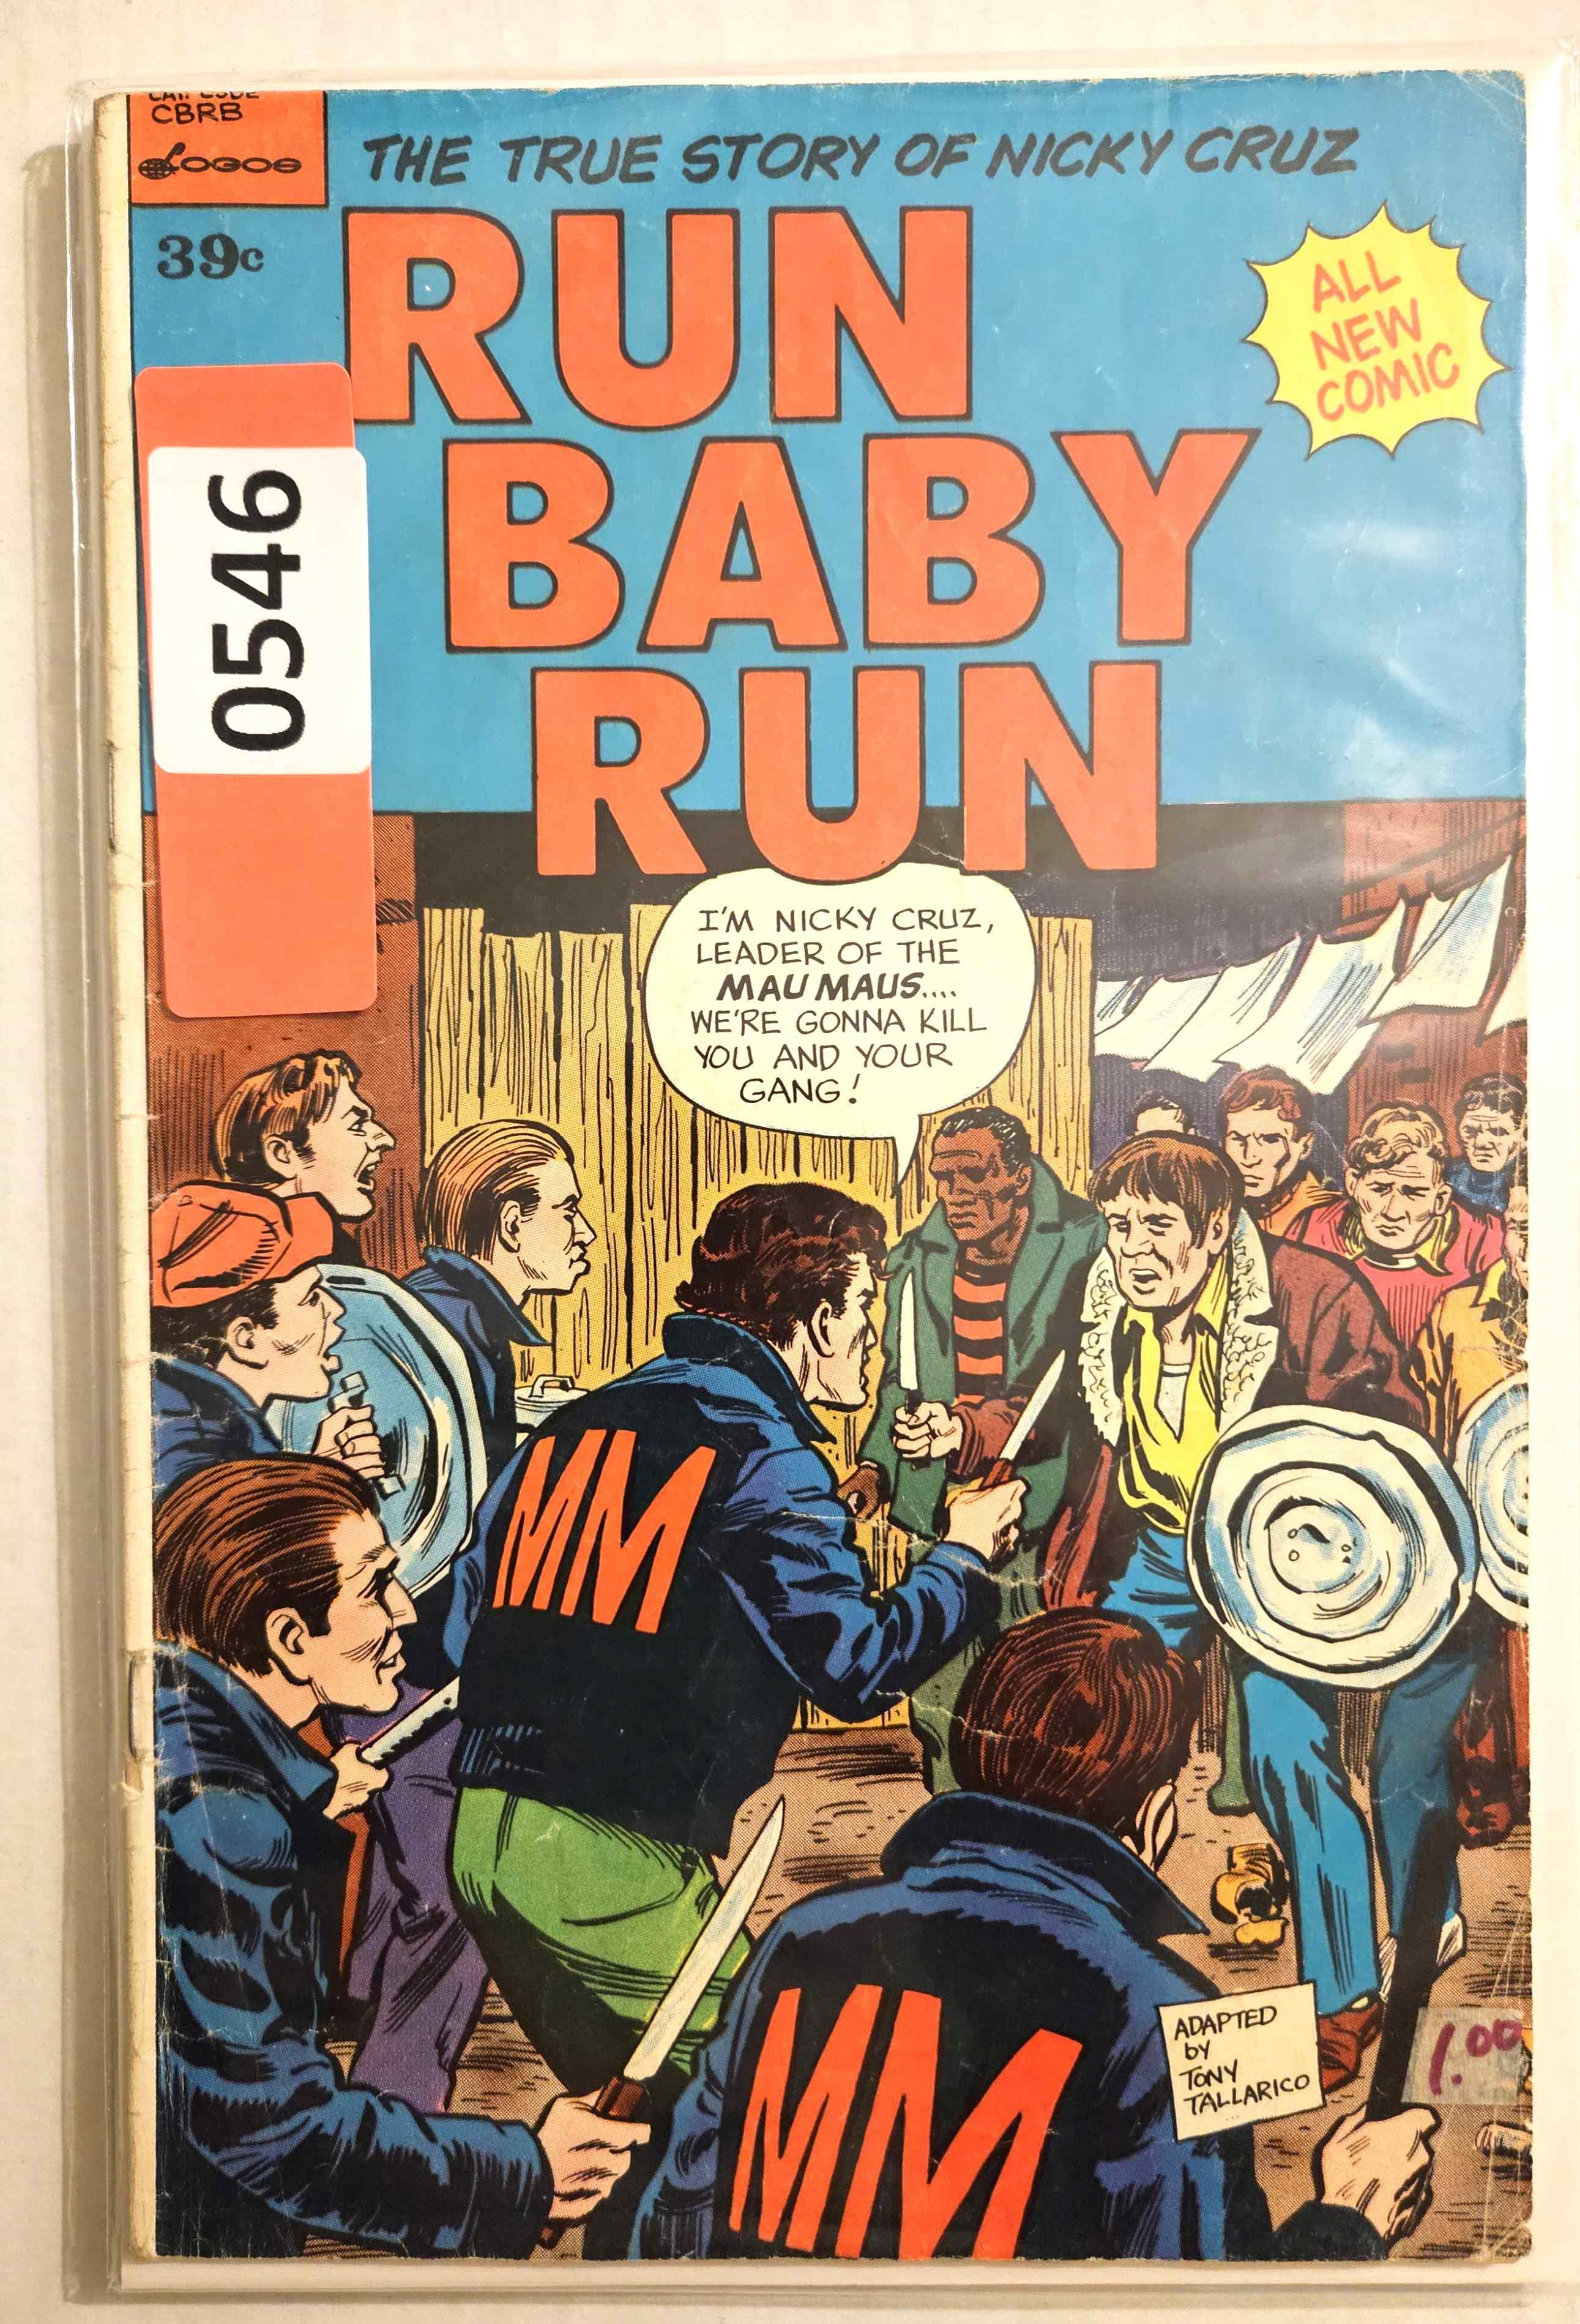 CAT. CODE
CBRB
LOGOS
THE TRUE STORY OF NICKY CRUZ
39c
RUN
BABY
RUN
ALL
NEW
COMIC
0546
I'M NICKY CRUZ,
LEADER OF THE
MAU MAUS....
WE'RE GONNA KILL
YOU AND YOUR
GANG!
MM
MM
ADAPTED
by
TONY
TALLARICO
1.00